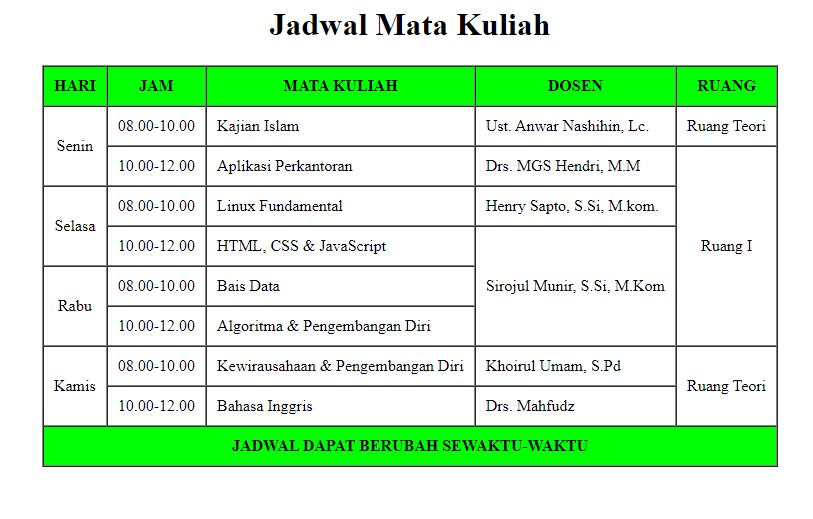 Jadwal Mata Kuliah
HARI JAM MATA KULIAH DOSEN RUANG
Senin 08.00-10.00 Kajian Islam Ust. Anwar Nashihin, Lc. Ruang Teori
10.00-12.00 Aplikasi Perkantoran Drs. MGS Hendri, M.M Ruang I
Selasa 08.00-10.00 Linux Fundamental Henry Sapto, S.Si, M.kom.
10.00-12.00 HTML, CSS & JavaScript Sirojul Munir, S.Si, M.Kom
Rabu 08.00-10.00 Bais Data
10.00-12.00 Algoritma & Pengembangan Diri
Kamis 08.00-10.00 Kewirausahaan & Pengembangan Diri Khoirul Umam, S.Pd Ruang Teori
10.00-12.00 Bahasa Inggris Drs. Mahfudz
JADWAL DAPAT BERUBAH SEWAKTU-WAKTU